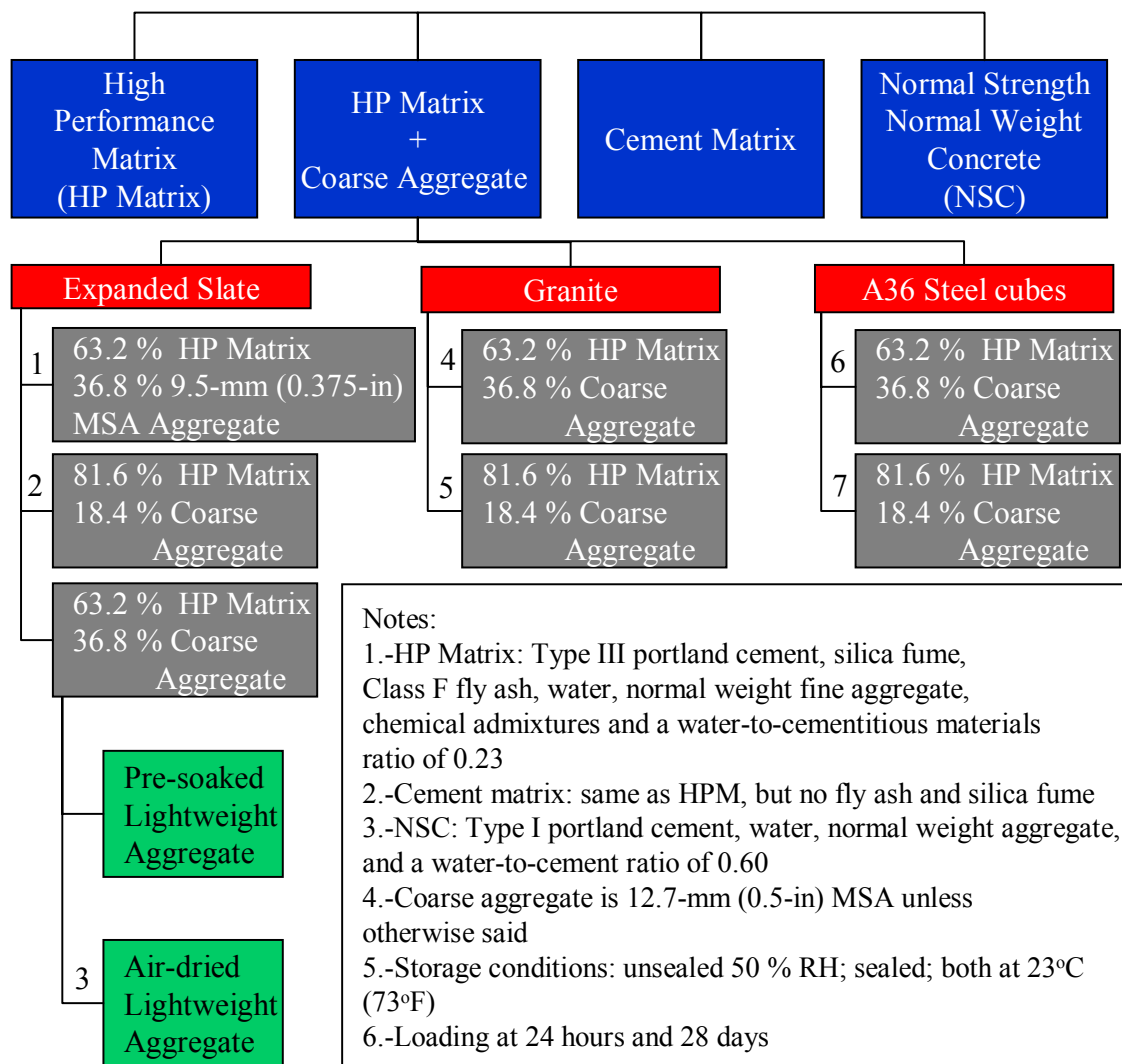 High
Performance
Matrix
(HP Matrix)
HP Matrix
+
Coarse Aggregate
Cement Matrix
Normal Strength
Normal Weight
Concrete
(NSC)
Expanded Slate
1
63.2 % HP Matrix
36.8 % 9.5-mm (0.375-in)
MSA Aggregate
2
81.6 % HP Matrix
18.4 % Coarse
Aggregate
63.2 % HP Matrix
36.8 % Coarse
Aggregate
Pre-soaked
Lightweight
Aggregate
3
Air-dried
Lightweight
Aggregate
Granite
4
63.2 % HP Matrix
36.8 % Coarse
Aggregate
5
81.6 % HP Matrix
18.4 % Coarse
Aggregate
A36 Steel cubes
6
63.2 % HP Matrix
36.8 % Coarse
Aggregate
7
81.6 % HP Matrix
18.4 % Coarse
Aggregate
Notes:
1.-HP Matrix: Type III portland cement, silica fume,
Class F fly ash, water, normal weight fine aggregate,
chemical admixtures and a water-to-cementitious materials
ratio of 0.23
2.-Cement matrix: same as HPM, but no fly ash and silica fume
3.-NSC: Type I portland cement, water, normal weight aggregate,
and a water-to-cement ratio of 0.60
4.-Coarse aggregate is 12.7-mm (0.5-in) MSA unless
otherwise said
5.-Storage conditions: unsealed 50 % RH; sealed; both at 23°C
(73°F)
6.-Loading at 24 hours and 28 days